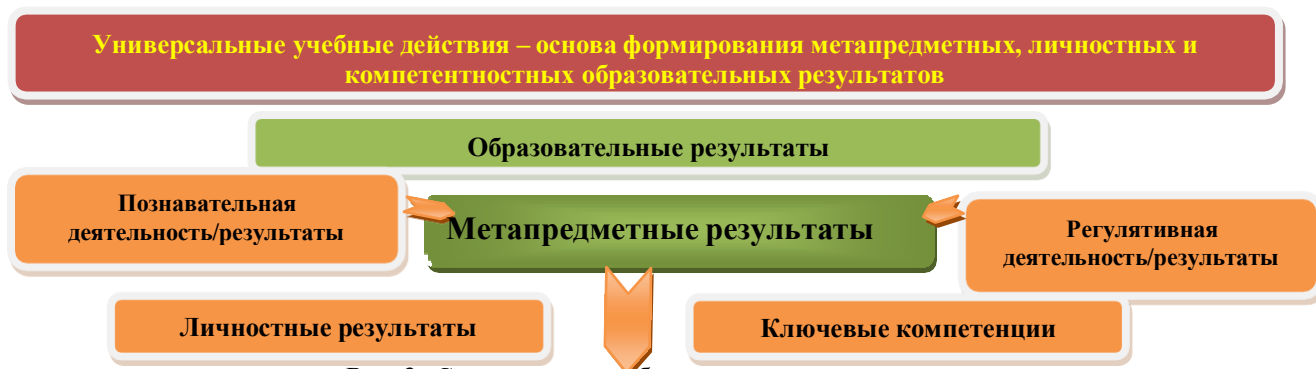 Универсальные учебные действия – основа формирования метапредметных, личностных и
компетентностных образовательных результатов
Образовательные результаты
Познавательная
деятельность/результаты
Метапредметные результаты
Регулятивная
деятельность/результаты
Личностные результаты
Ключевые компетенции